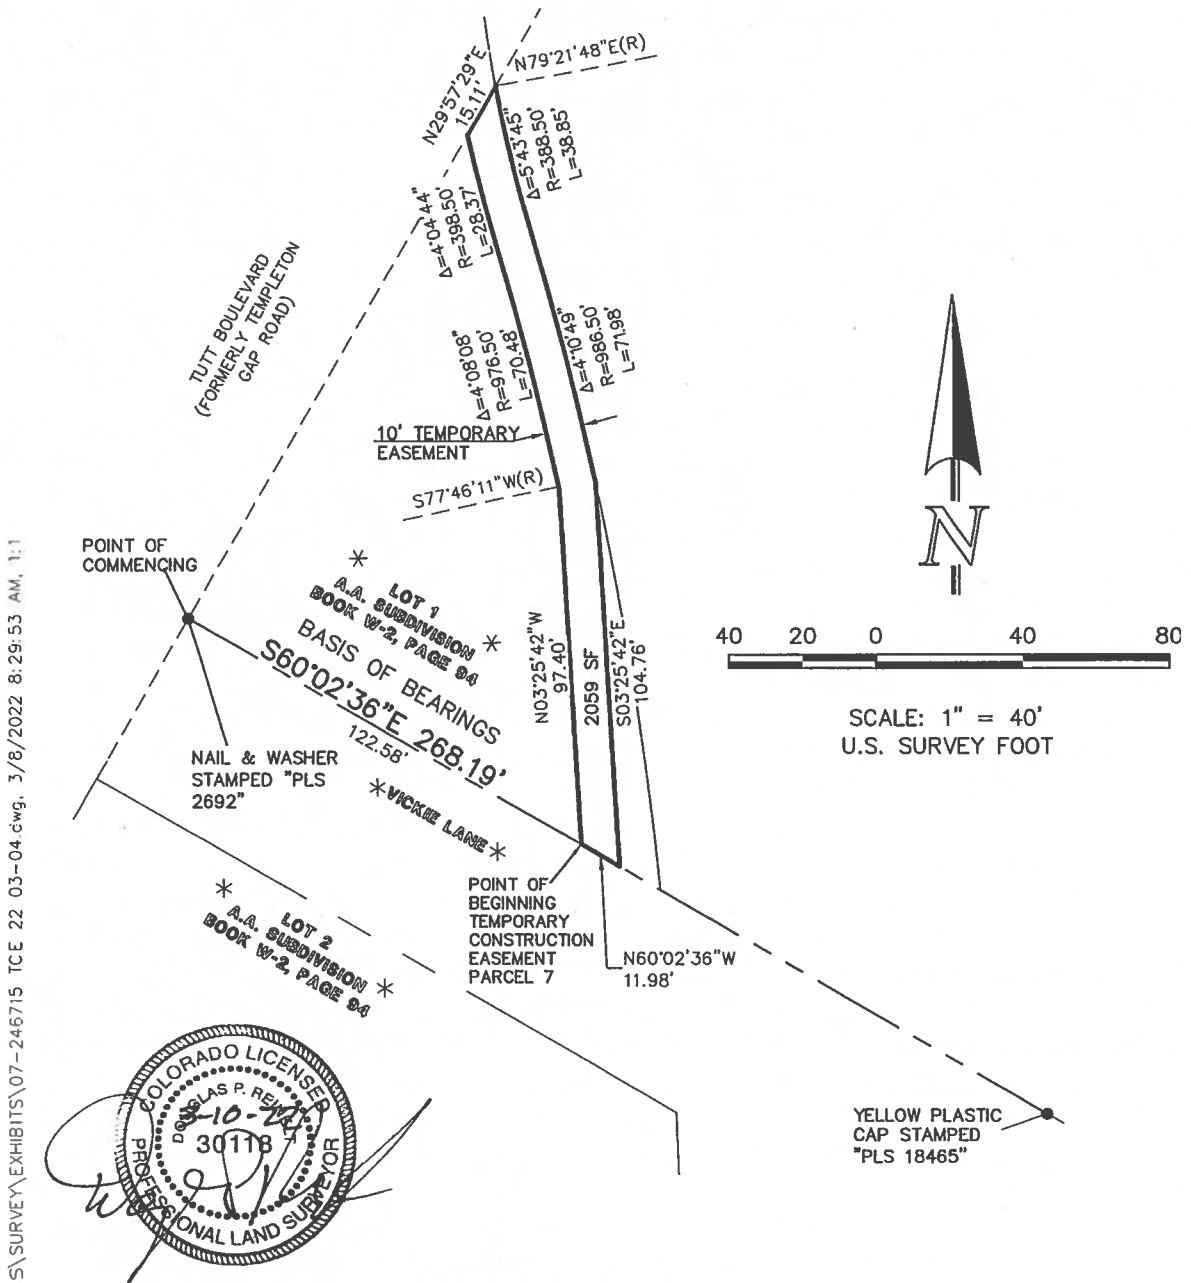 N79°21'48"E(R)
N29°57'29"E
15.11'
Δ=5°43'45"
R=388.50'
L=38.85'
Δ=4°04'44"
R=398.50'
L=28.37'
TUTT BOULEVARD
(FORMERLY TEMPLETON
GAP ROAD)
Δ=4°08'08"
R=976.50'
L=70.48'
Δ=4°10'49"
R=986.50'
L=71.98'
10' TEMPORARY
EASEMENT
S77°46'11"W(R)
N
POINT OF
COMMENCING
* LOT 1
A.A. SUBDIVISION
BOOK W-2, PAGE 94 *
BASIS OF BEARINGS
S60°02'36"E 268.19'
122.58'
N03°25'42"W
97.40'
2059 SF
S03°25'42"E
104.76'
40 20 0 40 80
SCALE: 1" = 40'
U.S. SURVEY FOOT
NAIL & WASHER
STAMPED "PLS
2692"
*VICKIE LANE*
POINT OF
BEGINNING
TEMPORARY
CONSTRUCTION
EASEMENT
PARCEL 7
N60°02'36"W
11.98'
* LOT 2
A.A. SUBDIVISION
BOOK W-2, PAGE 94 *
YELLOW PLASTIC
CAP STAMPED
"PLS 18465"
COLORADO LICENSED
DOUGLAS P.
30118
PROFESSIONAL LAND SURVEYOR
S\SURVEY\EXHIBITS\07-246715 TCE 22 03-04.dwg, 3/8/2022 8:29:53 AM, 1:1